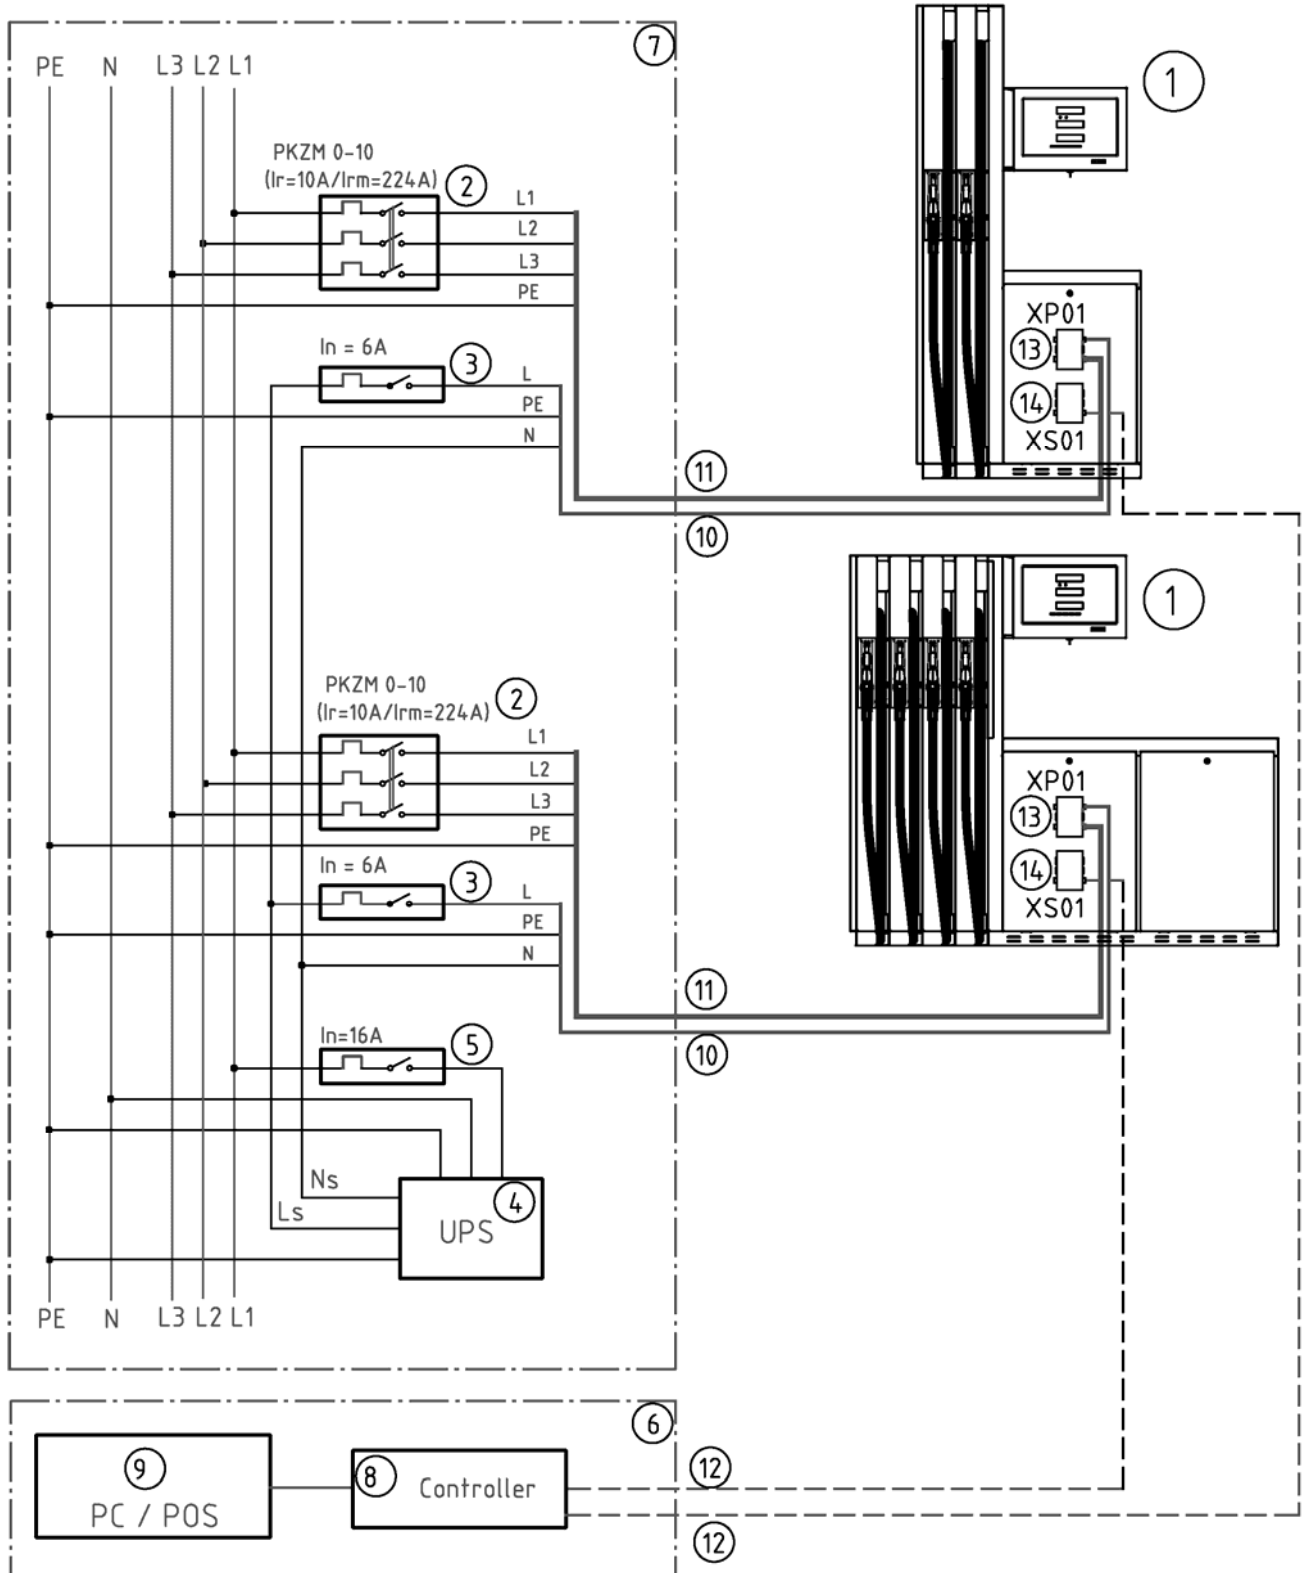 7
PE N L3 L2 L1
1
PKZM 0-10
(Ir=10A/Irm=224A)
2
L1
L2
L3
PE
In = 6A
3
L
PE
N
XP01
13
14
XS01
11
10
1
PKZM 0-10
(Ir=10A/Irm=224A)
2
L1
L2
L3
PE
In = 6A
3
L
PE
N
XP01
13
14
XS01
11
10
In=16A
5
Ns
Ls
4
UPS
PE N L3 L2 L1
6
9
PC / POS
8
Controller
12
12